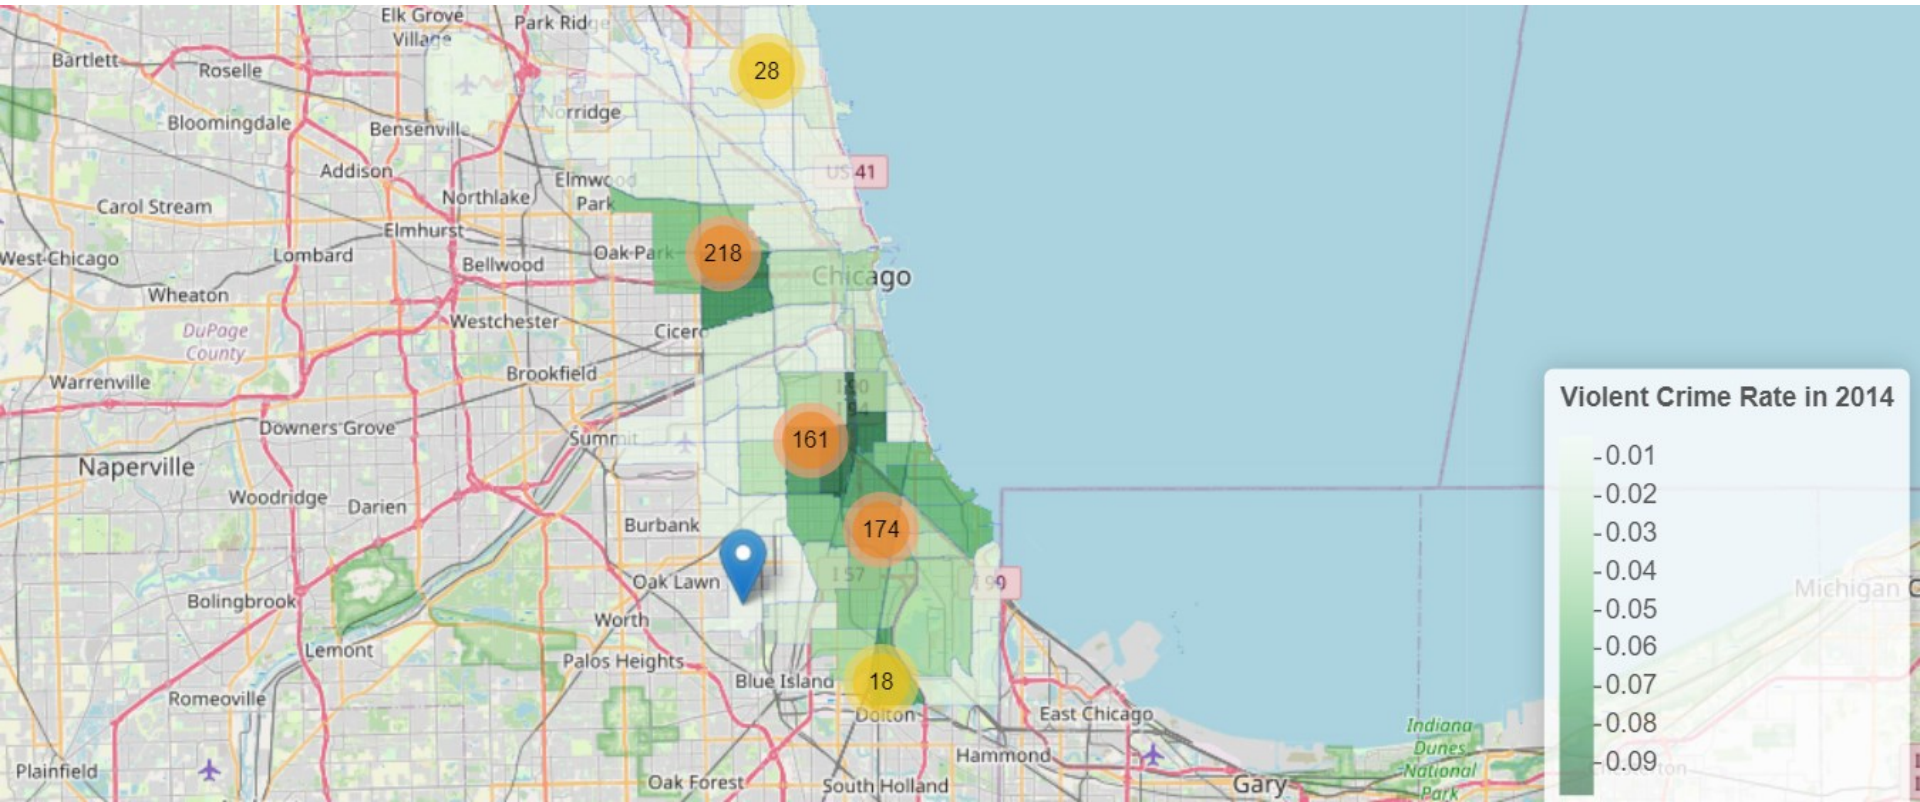 Elk Grove
Village
Park Ridge
Bartlett
Roselle
28
Norridge
Bloomingdale
Bensenville
Addison
US 41
Elmwood
Park
Northlake
Carol Stream
Elmhurst
West Chicago
Lombard
Bellwood
Oak Park
218
Chicago
Wheaton
DuPage
County
Westchester
Cicero
Warrenville
Brookfield
I 90
I 94
Violent Crime Rate in 2014
Downers Grove
Summit
161
-0.01
Naperville
-0.02
Woodridge
Darien
Burbank
174
-0.03
Oak Lawn
I 57
I 90
-0.04
Michigan C
Bolingbrook
Worth
-0.05
Lemont
Palos Heights
-0.06
Blue Island
18
-0.07
Romeoville
Dolton
East Chicago
Indiana
Dunes
National
Park
-0.08
Hammond
-0.09
Plainfield
Oak Forest
South Holland
Gary